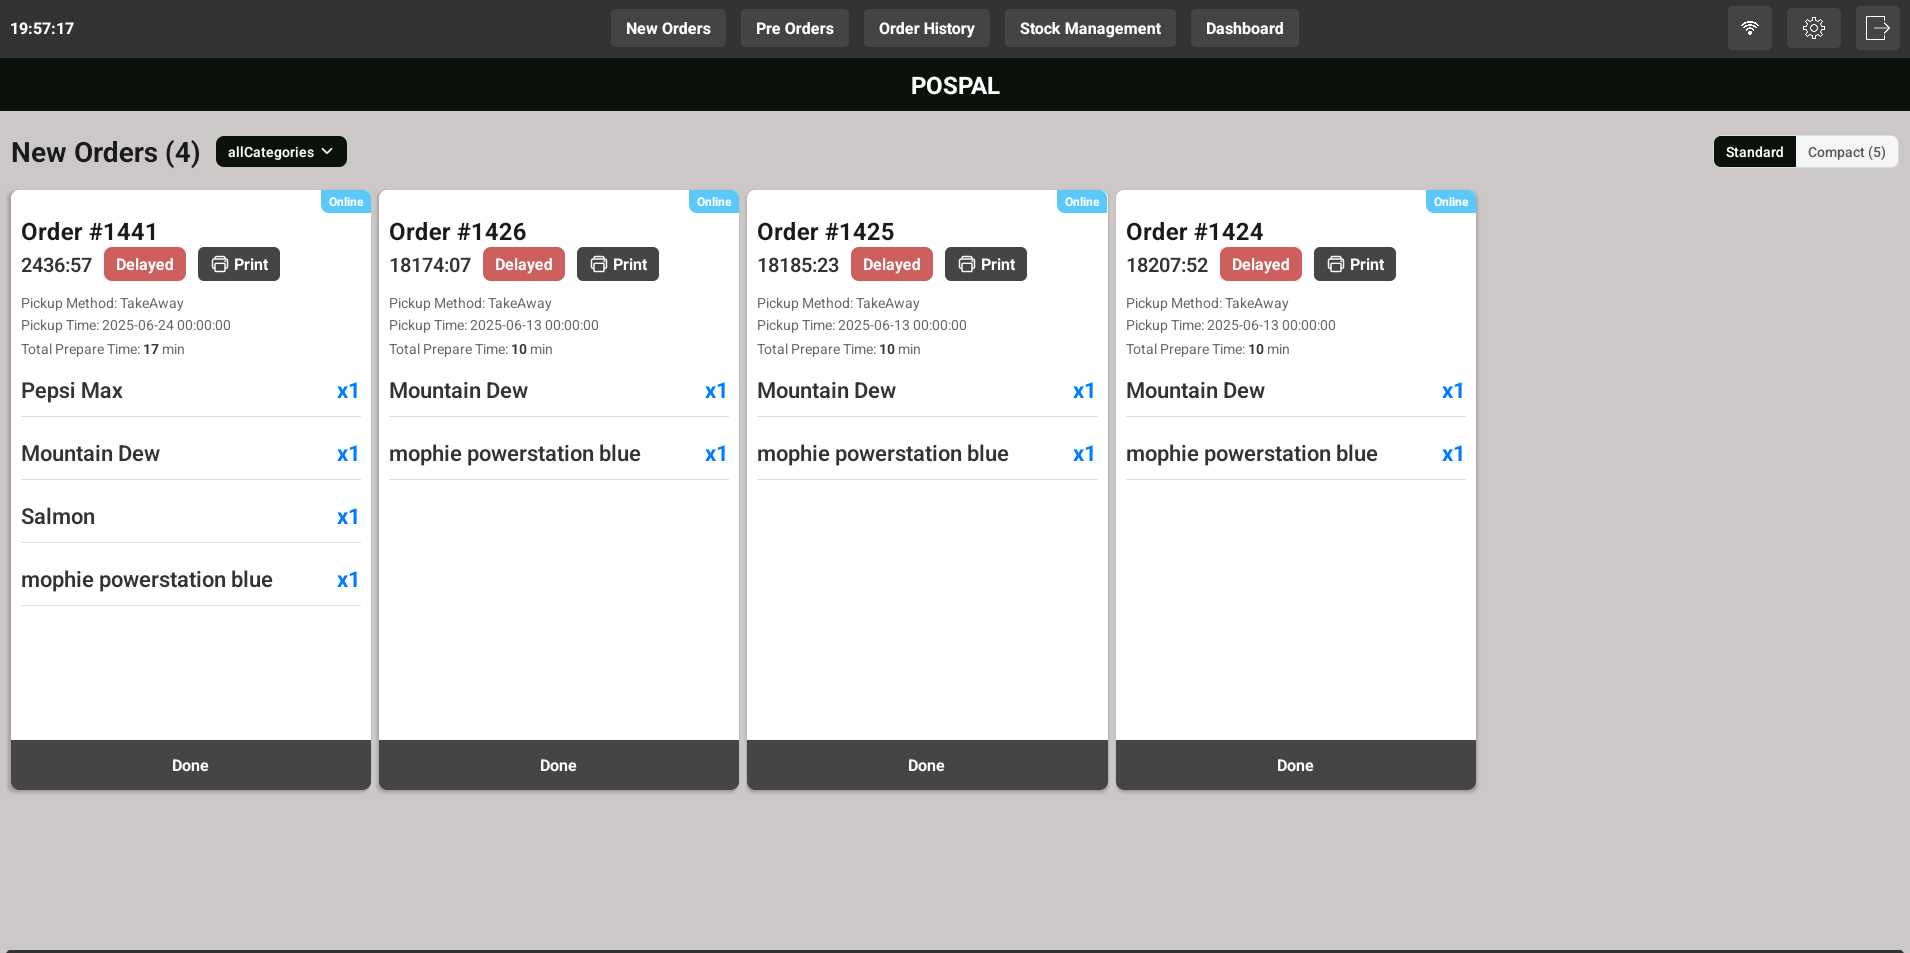 19:57:17
New Orders
Pre Orders
Order History
Stock Management
Dashboard
POSPAL
New Orders (4)
allCategories
Standard
Compact (5)
Online
Order #1441
2436:57
Delayed
Print
Pickup Method: TakeAway
Pickup Time: 2025-06-24 00:00:00
Total Prepare Time: 17 min
Pepsi Max x1
Mountain Dew x1
Salmon x1
mophie powerstation blue x1
Done
Online
Order #1426
18174:07
Delayed
Print
Pickup Method: TakeAway
Pickup Time: 2025-06-13 00:00:00
Total Prepare Time: 10 min
Mountain Dew x1
mophie powerstation blue x1
Done
Online
Order #1425
18185:23
Delayed
Print
Pickup Method: TakeAway
Pickup Time: 2025-06-13 00:00:00
Total Prepare Time: 10 min
Mountain Dew x1
mophie powerstation blue x1
Done
Online
Order #1424
18207:52
Delayed
Print
Pickup Method: TakeAway
Pickup Time: 2025-06-13 00:00:00
Total Prepare Time: 10 min
Mountain Dew x1
mophie powerstation blue x1
Done